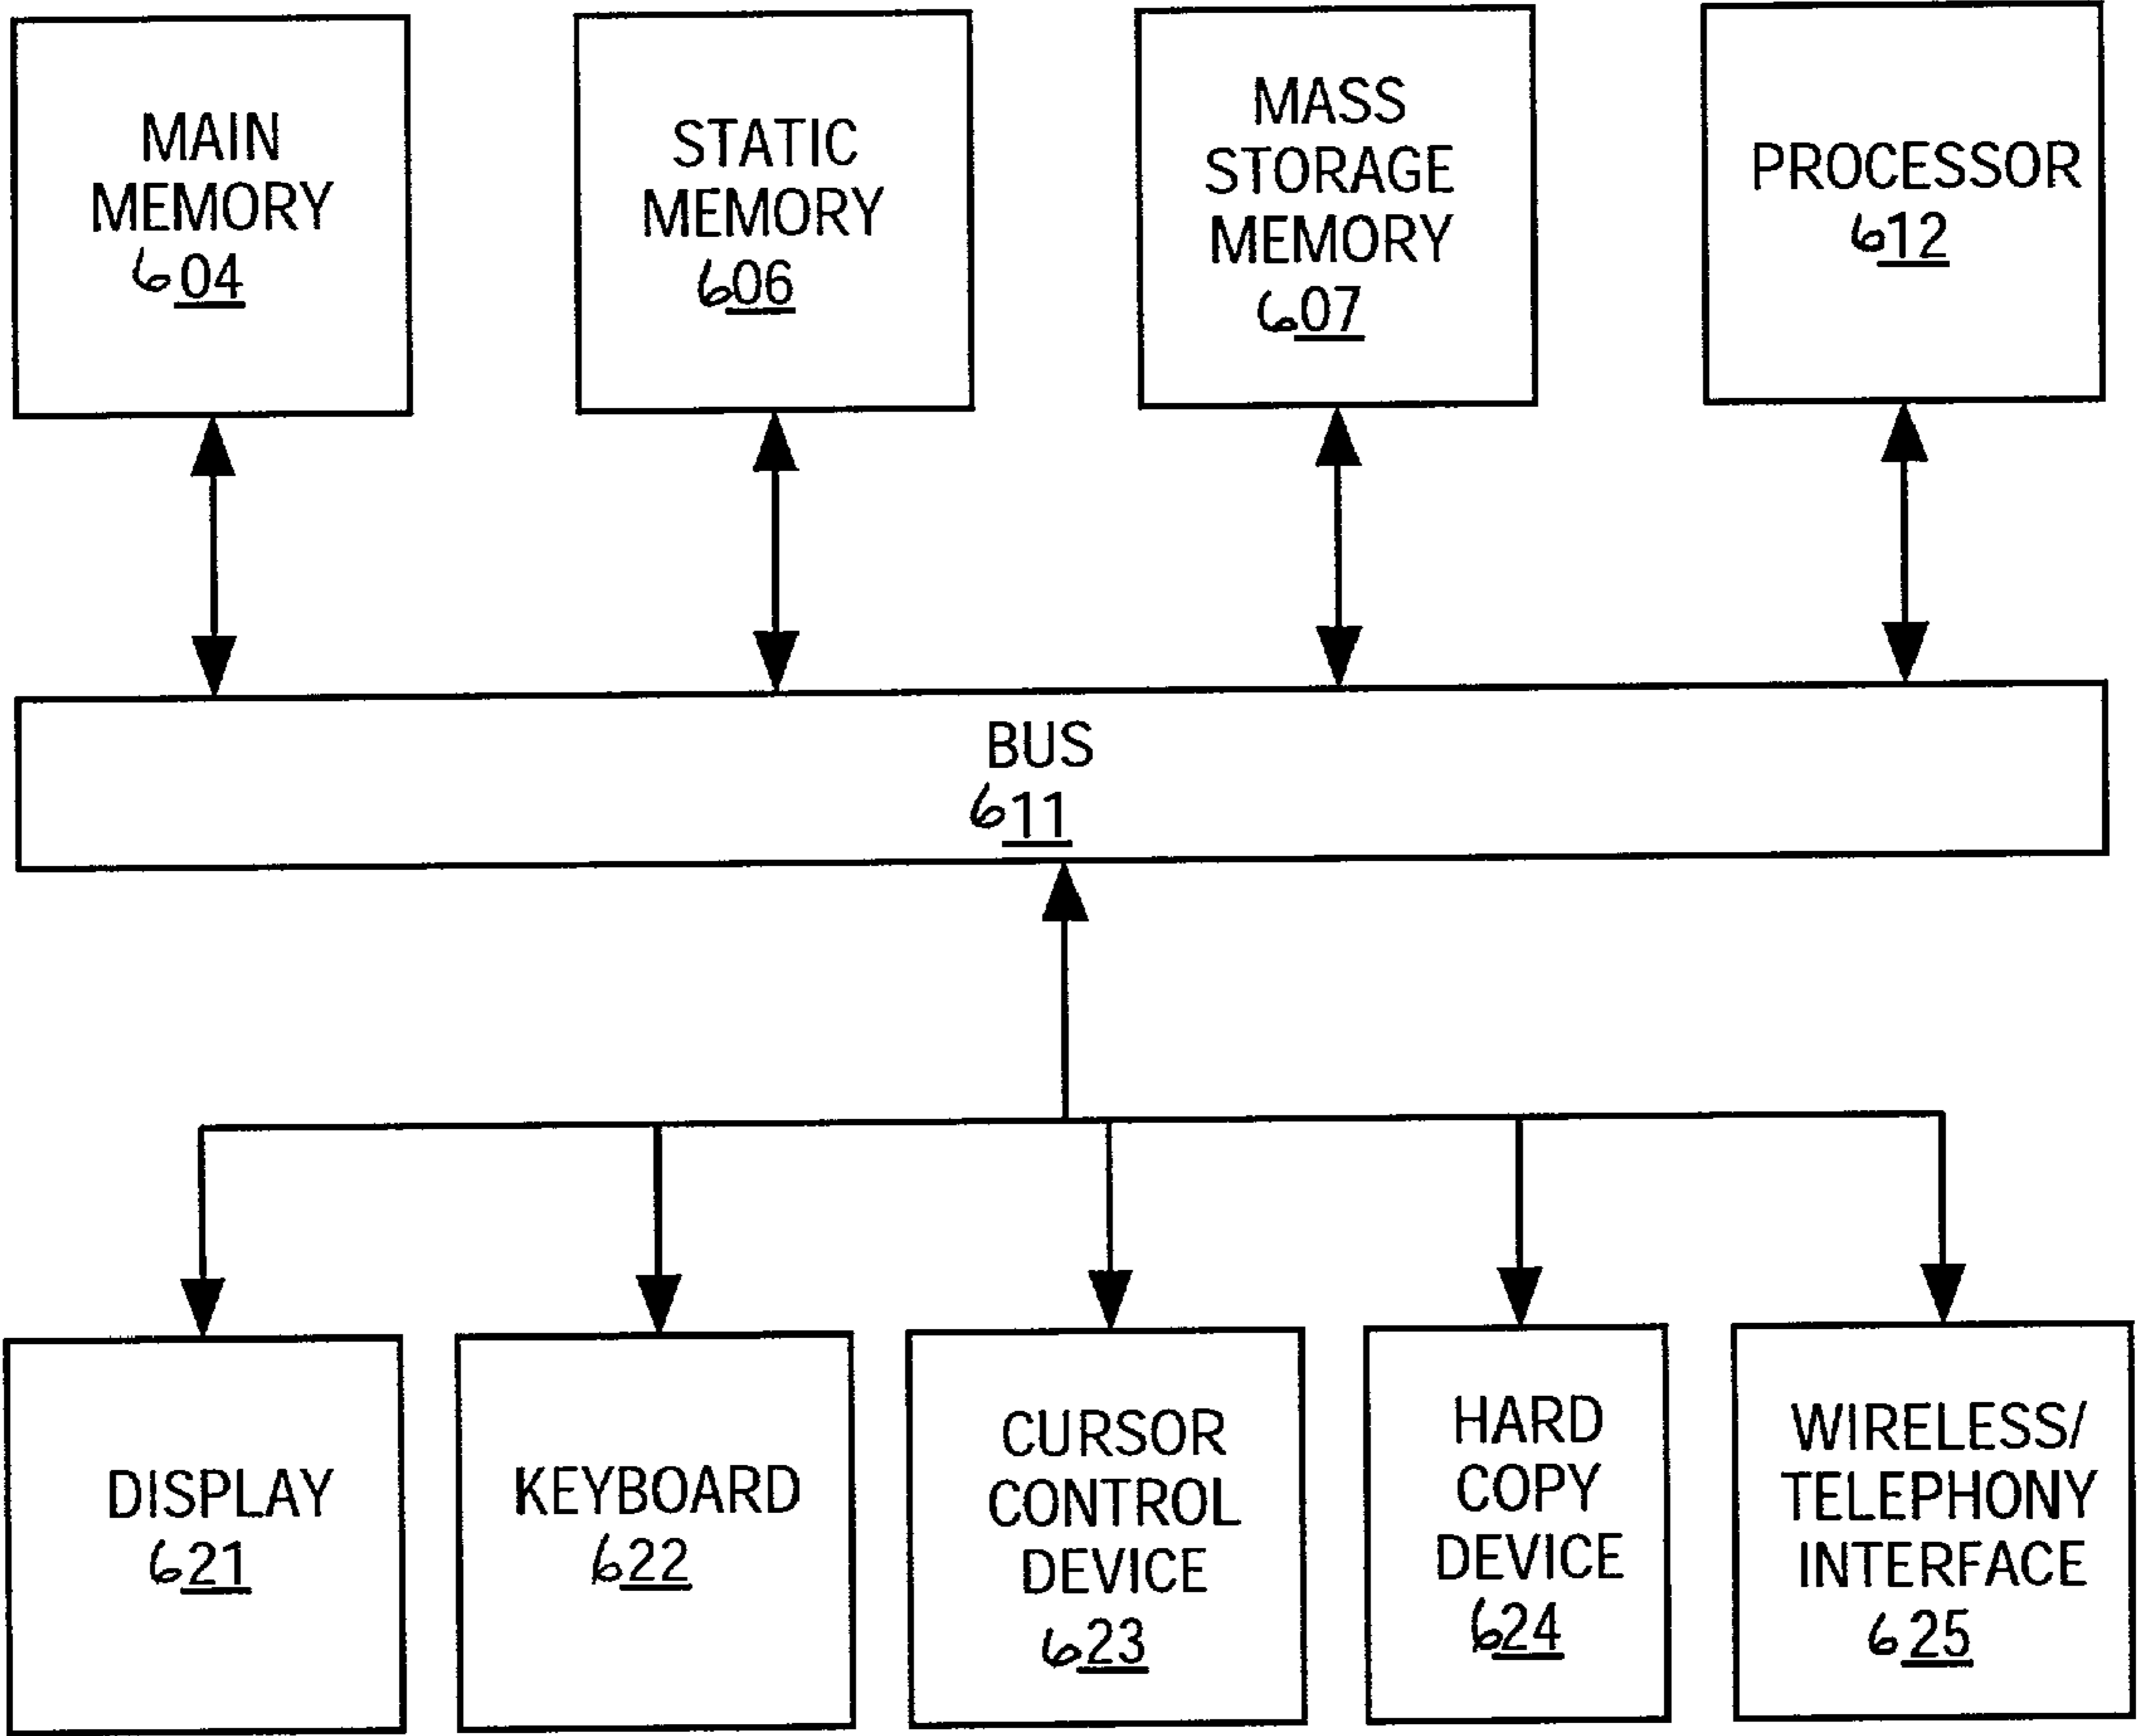 MAIN
MEMORY
604
STATIC
MEMORY
606
MASS
STORAGE
MEMORY
607
PROCESSOR
612
BUS
611
DISPLAY
621
KEYBOARD
622
CURSOR
CONTROL
DEVICE
623
HARD
COPY
DEVICE
624
WIRELESS/
TELEPHONY
INTERFACE
625